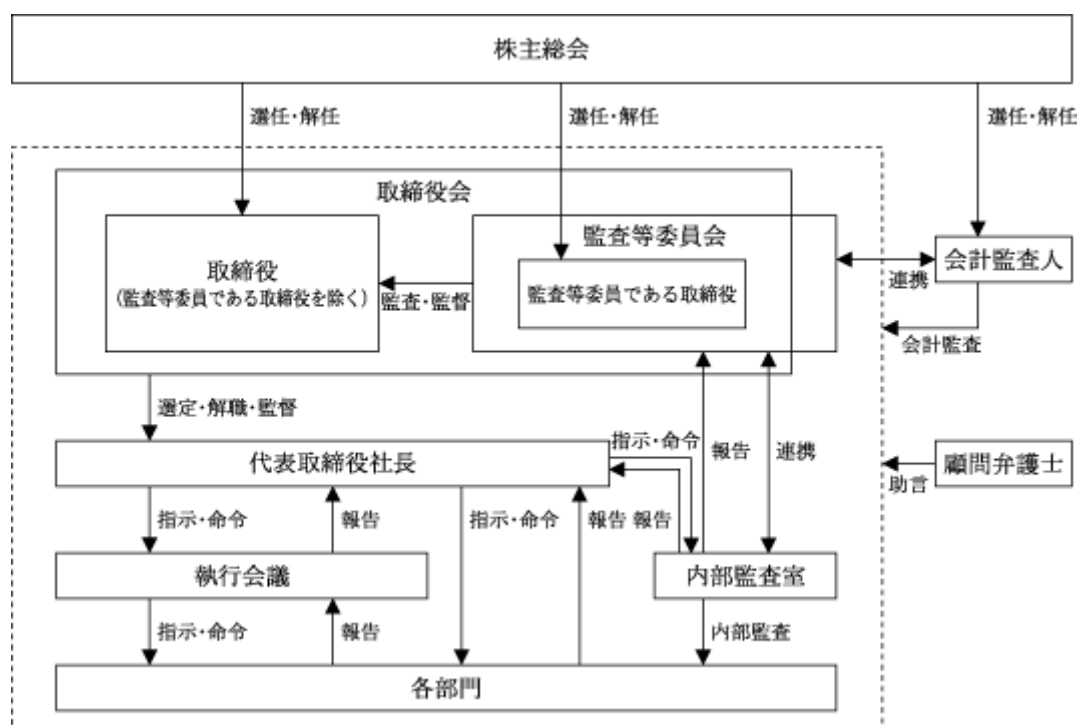 株主総会
選任・解任
選任・解任
選任・解任
取締役会
監査等委員会
取締役
(監査等委員である取締役を除く)
監査・監督
監査等委員である取締役
会計監査人
連携
会計監査
選定・解職・監督
代表取締役社長
指示・命令
報告
連携
顧問弁護士
助言
指示・命令
報告
指示・命令
報告
報告
執行会議
内部監査室
指示・命令
報告
内部監査
各部門